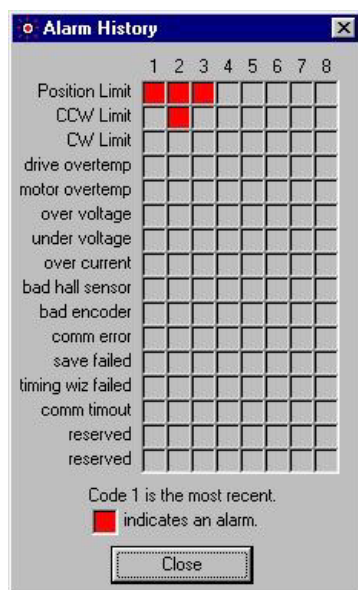 Alarm History
1 2 3 4 5 6 7 8
Position Limit
CCW Limit
CW Limit
drive overtemp
motor overtemp
over voltage
under voltage
over current
bad hall sensor
bad encoder
comm error
save failed
timing wiz failed
comm timout
reserved
reserved
Code 1 is the most recent.
indicates an alarm.
Close